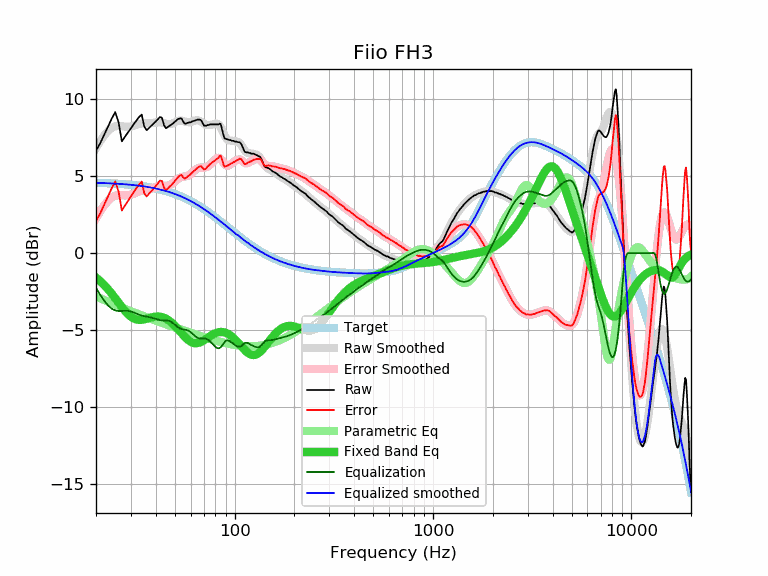 Fiio FH3
Amplitude (dBr)
10
5
0
−5
−10
−15
Target
Raw Smoothed
Error Smoothed
Raw
Error
Parametric Eq
Fixed Band Eq
Equalization
Equalized smoothed
100
1000
10000
Frequency (Hz)